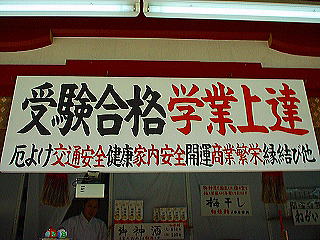 受験合格学業上達
厄よけ交通安全健康家内安全開運商業繁栄縁結び他
梅干し
御神酒